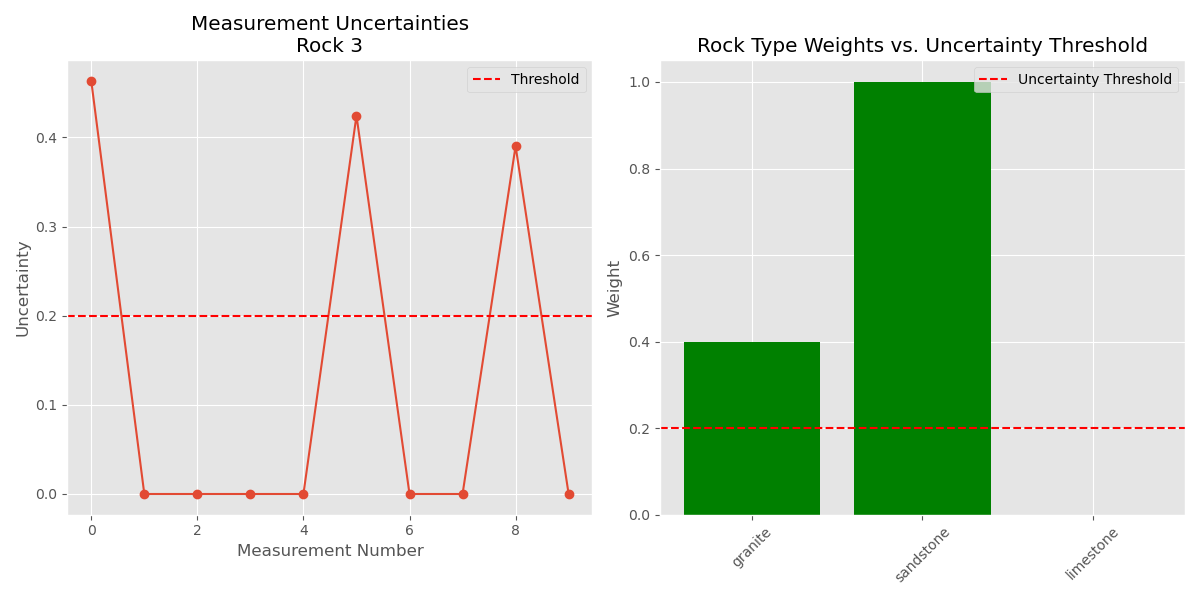 Measurement Uncertainties
Rock 3
Threshold
Uncertainty
0.4
0.3
0.2
0.1
0.0
0 2 4 6 8
Measurement Number
Rock Type Weights vs. Uncertainty Threshold
Uncertainty Threshold
Weight
1.0
0.8
0.6
0.4
0.2
0.0
granite
sandstone
limestone